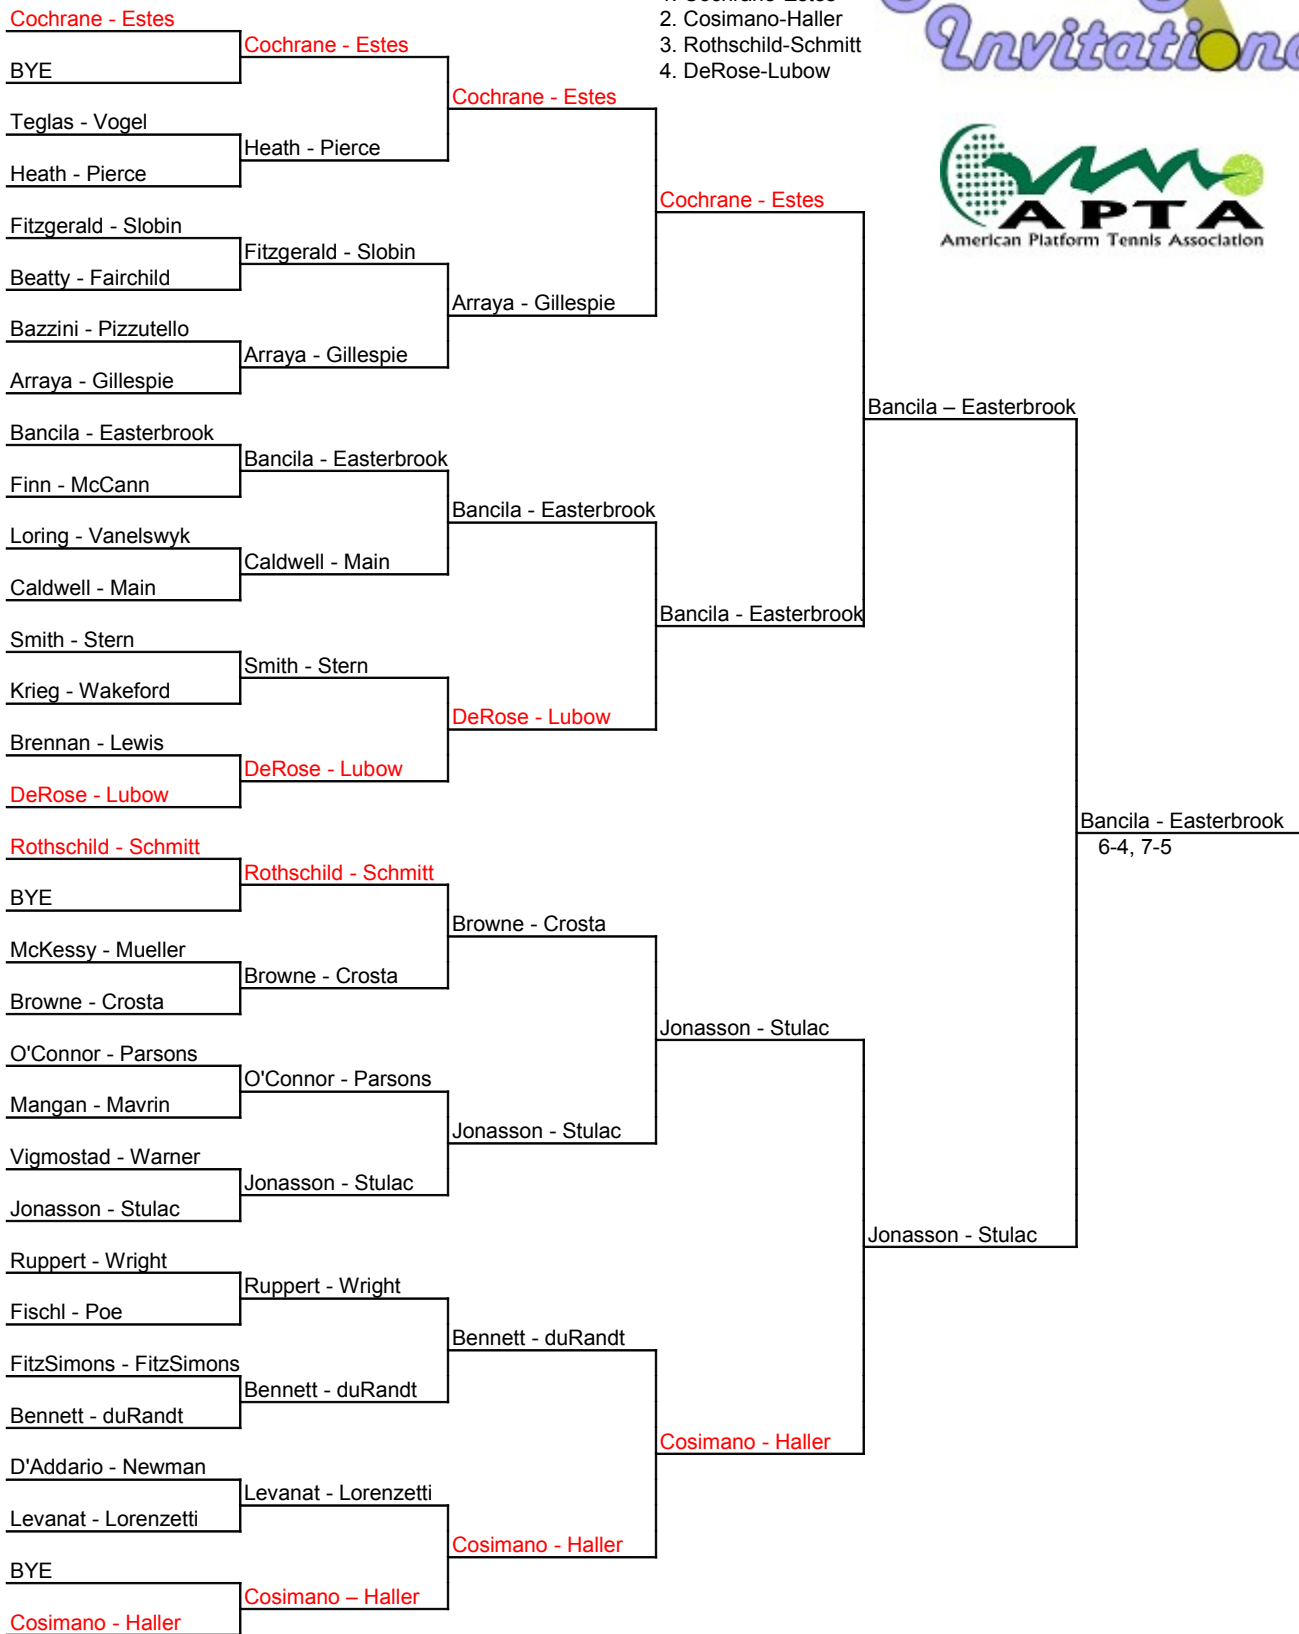 1. Cochrane-Estes
2. Cosimano-Haller
3. Rothschild-Schmitt
4. DeRose-Lubow
Invitationa
APTA
American Platform Tennis Association
Cochrane - Estes
BYE
Teglas - Vogel
Heath - Pierce
Fitzgerald - Slobin
Beatty - Fairchild
Bazzini - Pizzutello
Arraya - Gillespie
Bancila - Easterbrook
Finn - McCann
Loring - Vanelswyk
Caldwell - Main
Smith - Stern
Krieg - Wakeford
Brennan - Lewis
DeRose - Lubow
Rothschild - Schmitt
BYE
McKessy - Mueller
Browne - Crosta
O'Connor - Parsons
Mangan - Mavrin
Vigmostad - Warner
Jonasson - Stulac
Ruppert - Wright
Fischl - Poe
FitzSimons - FitzSimons
Bennett - duRandt
D'Addario - Newman
Levanat - Lorenzetti
BYE
Cosimano - Haller
Cochrane - Estes
Heath - Pierce
Fitzgerald - Slobin
Arraya - Gillespie
Bancila - Easterbrook
Caldwell - Main
Smith - Stern
DeRose - Lubow
Rothschild - Schmitt
Browne - Crosta
O'Connor - Parsons
Jonasson - Stulac
Ruppert - Wright
Bennett - duRandt
Levanat - Lorenzetti
Cosimano – Haller
Cochrane - Estes
Arraya - Gillespie
Bancila - Easterbrook
DeRose - Lubow
Browne - Crosta
Jonasson - Stulac
Bennett - duRandt
Cosimano - Haller
Cochrane - Estes
Bancila - Easterbrook
Jonasson - Stulac
Cosimano - Haller
Bancila – Easterbrook
Jonasson - Stulac
Bancila - Easterbrook
6-4, 7-5